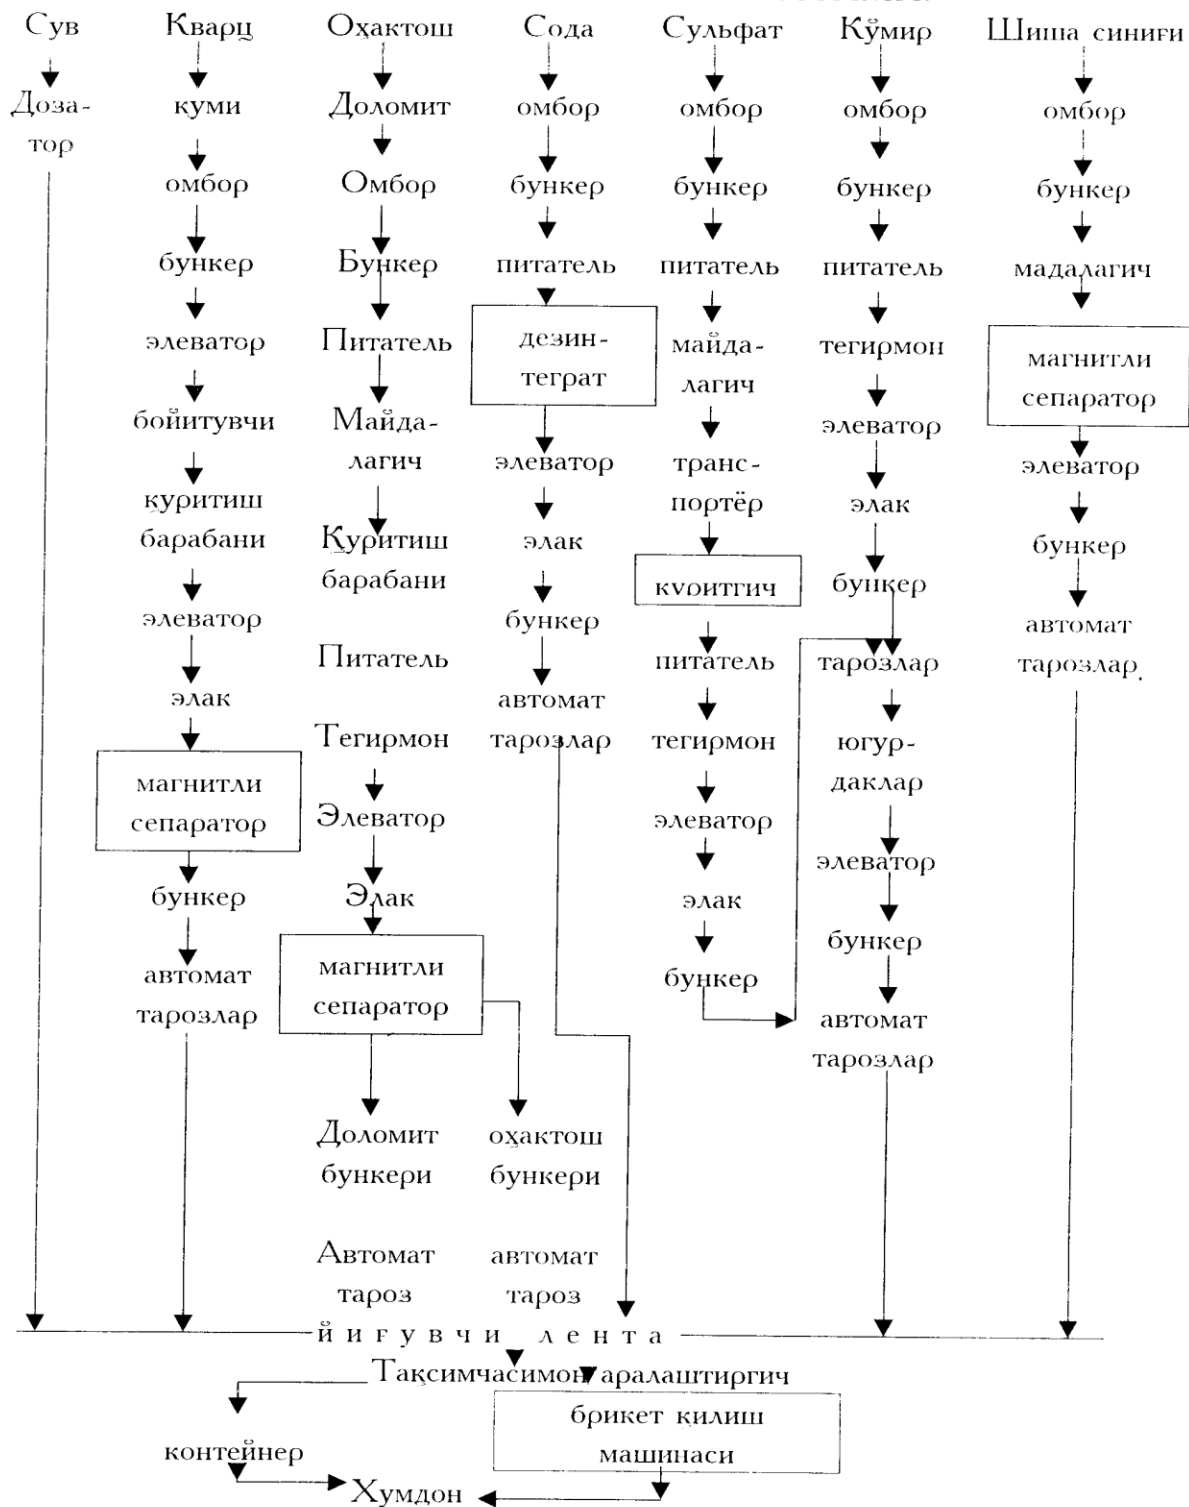 Сув
Доза-
тор
Кварц
куми
омбор
бункер
элеватор
бойитувчи
қуритиш
барабани
элеватор
элак
магнитли
сепаратор
бункер
автомат
тарозлар
Оҳактош
Доломит
Омбор
Бункер
Питатель
Майда-
лагич
Қуритиш
барабани
Питатель
Тегирмон
Элеватор
Элак
магнитли
сепаратор
Доломит
бункери
Автомат
тароз
оҳактош
бункери
автомат
тароз
Сода
омбор
бункер
питатель
дезин-
теграт
элеватор
элак
бункер
автомат
тарозлар
Сульфат
омбор
бункер
питатель
майда-
лагич
транс-
портёр
қуритгич
питатель
тегирмон
элеватор
элак
бункер
Кўмир
омбор
бункер
питатель
тегирмон
элеватор
элак
бункер
тарозлар
югур-
даклар
элеватор
бункер
автомат
тарозлар
Шиша синиғи
омбор
бункер
мадалагич
магнитли
сепаратор
элеватор
бункер
автомат
тарозлар
йиғувчи лента
Тақсимчасимон аралаштиргич
контейнер
брикет қилиш
машинаси
Хумдон